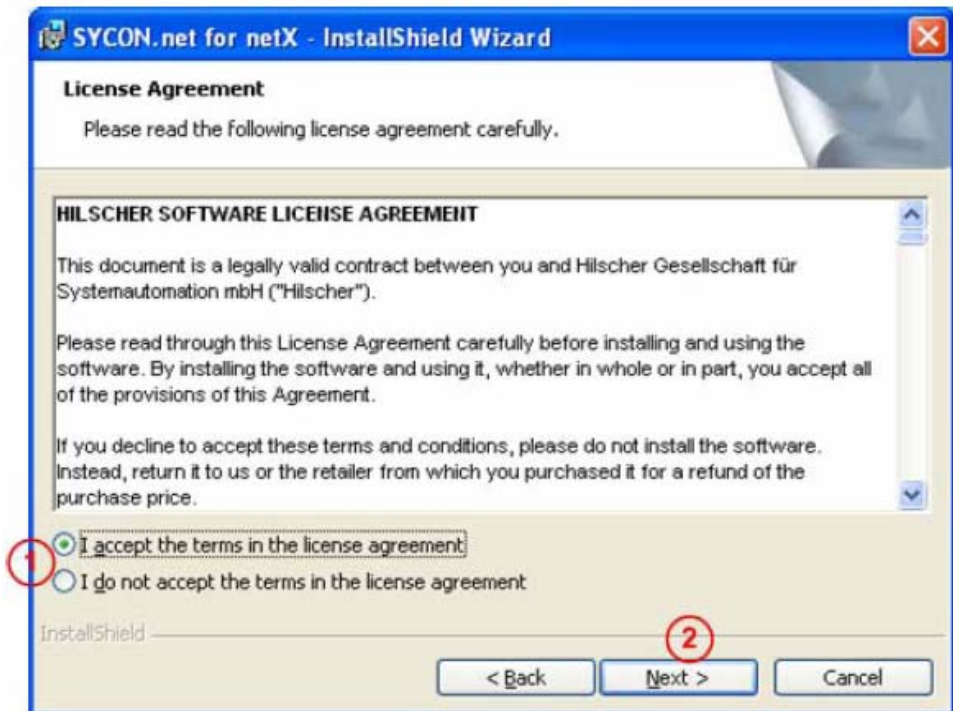 SYCON.net for netX - InstallShield Wizard
License Agreement
Please read the following license agreement carefully.
HILSCHER SOFTWARE LICENSE AGREEMENT
This document is a legally valid contract between you and Hilscher Gesellschaft für
Systemautomation mbH ("Hilscher").
Please read through this License Agreement carefully before installing and using the
software. By installing the software and using it, whether in whole or in part, you accept all
of the provisions of this Agreement.
If you decline to accept these terms and conditions, please do not install the software.
Instead, return it to us or the retailer from which you purchased it for a refund of the
purchase price.
1
I accept the terms in the license agreement
I do not accept the terms in the license agreement
InstallShield
2
< Back
Next >
Cancel